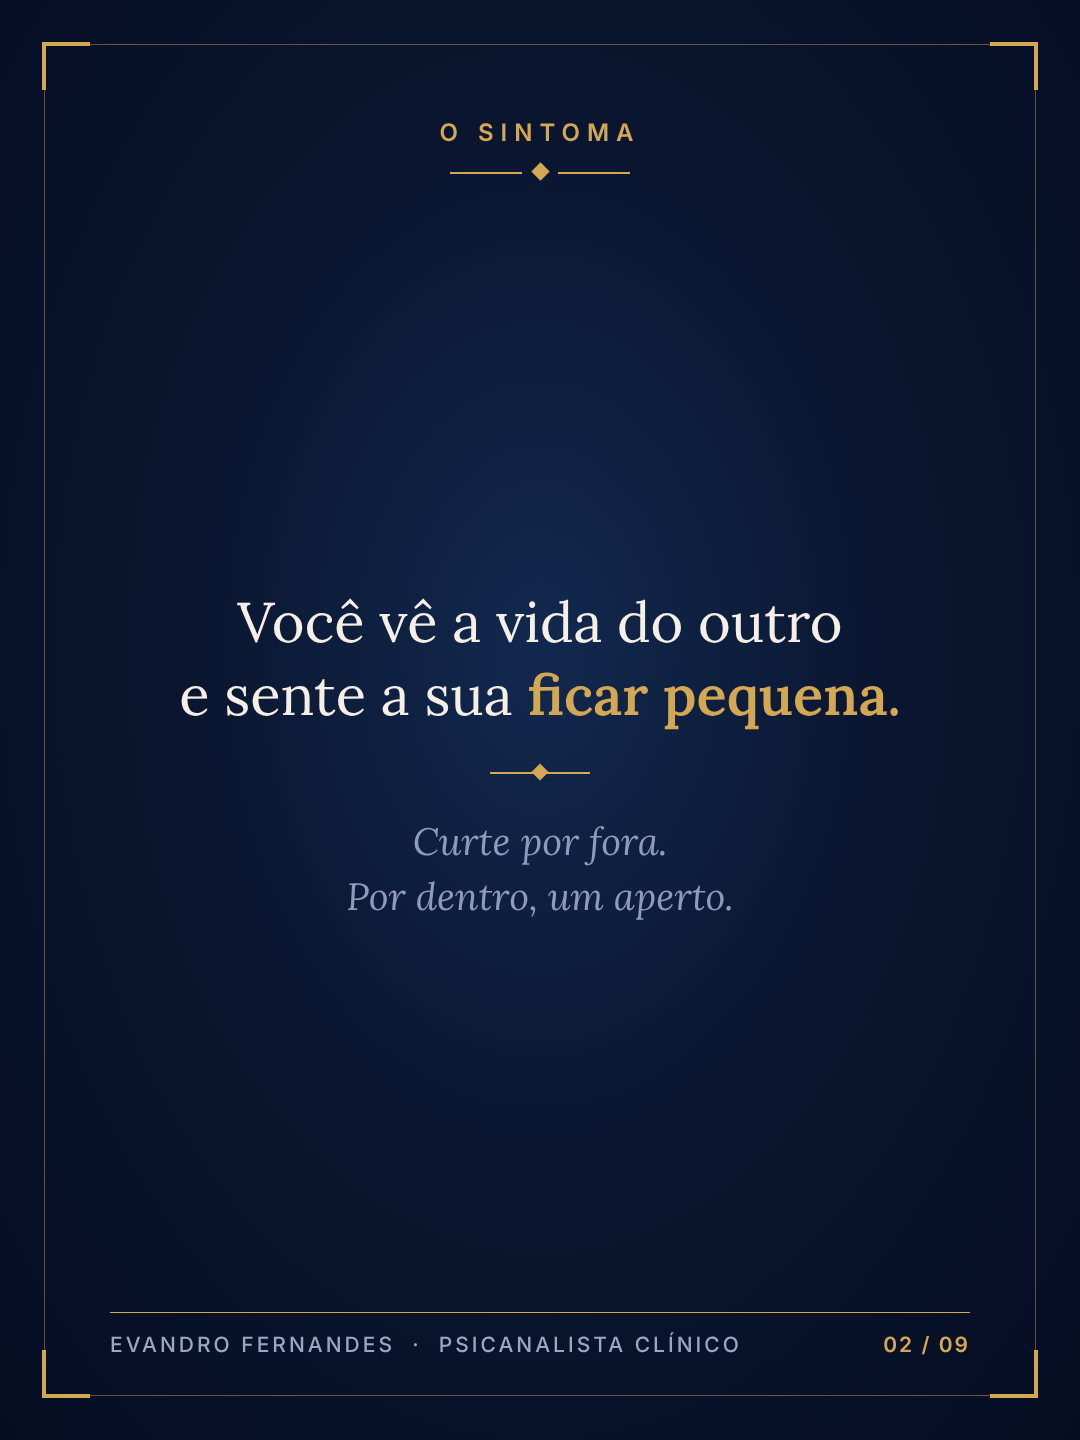 O SINTOMA
Você vê a vida do outro
e sente a sua ficar pequena.
Curte por fora.
Por dentro, um aperto.
EVANDRO FERNANDES · PSICANALISTA CLÍNICO 02 / 09